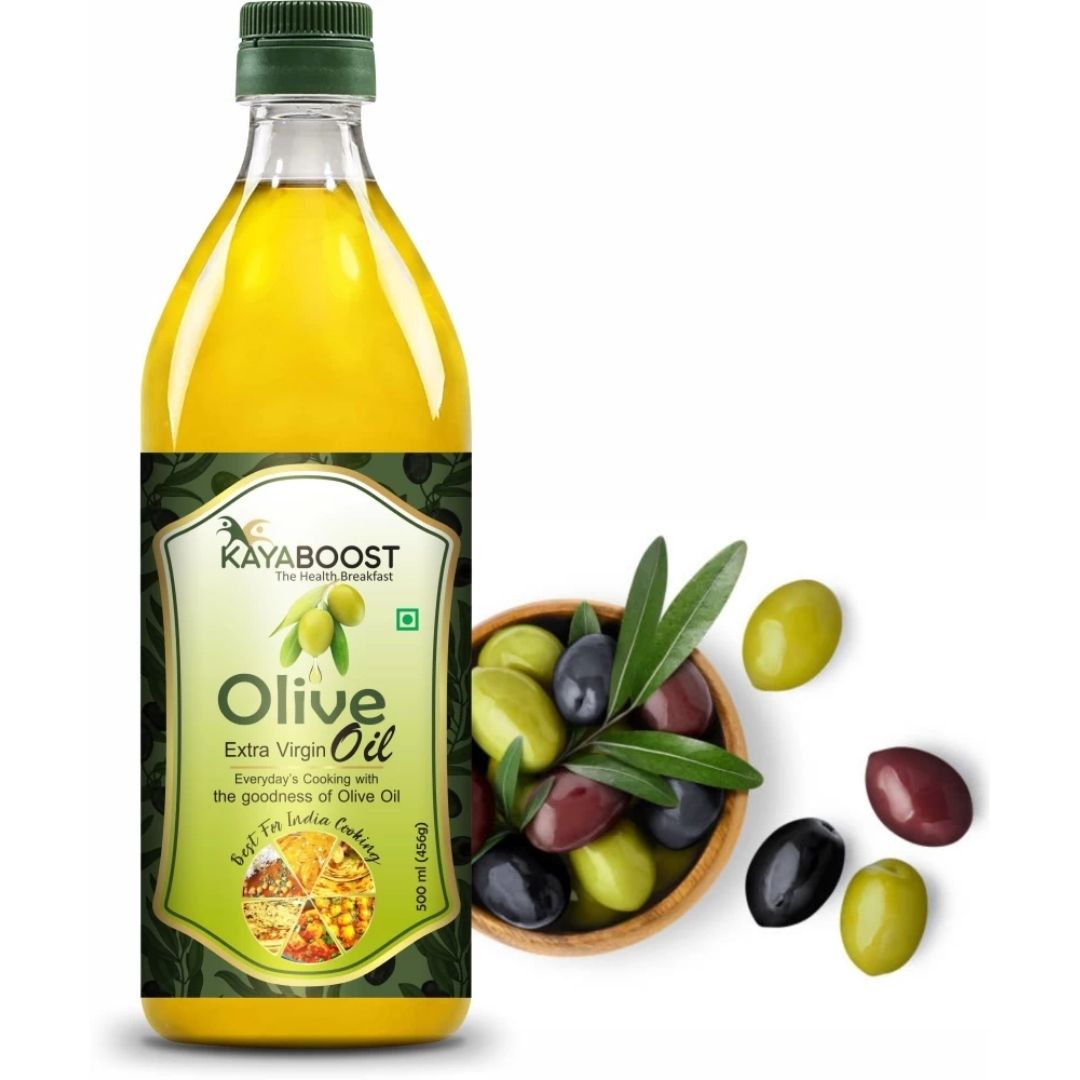 KAYABOOST
The Health Breakfast
Olive
Extra Virgin Oil
Everyday's Cooking with
the goodness of Olive Oil
Best For India Cooking
500 ml (456g)